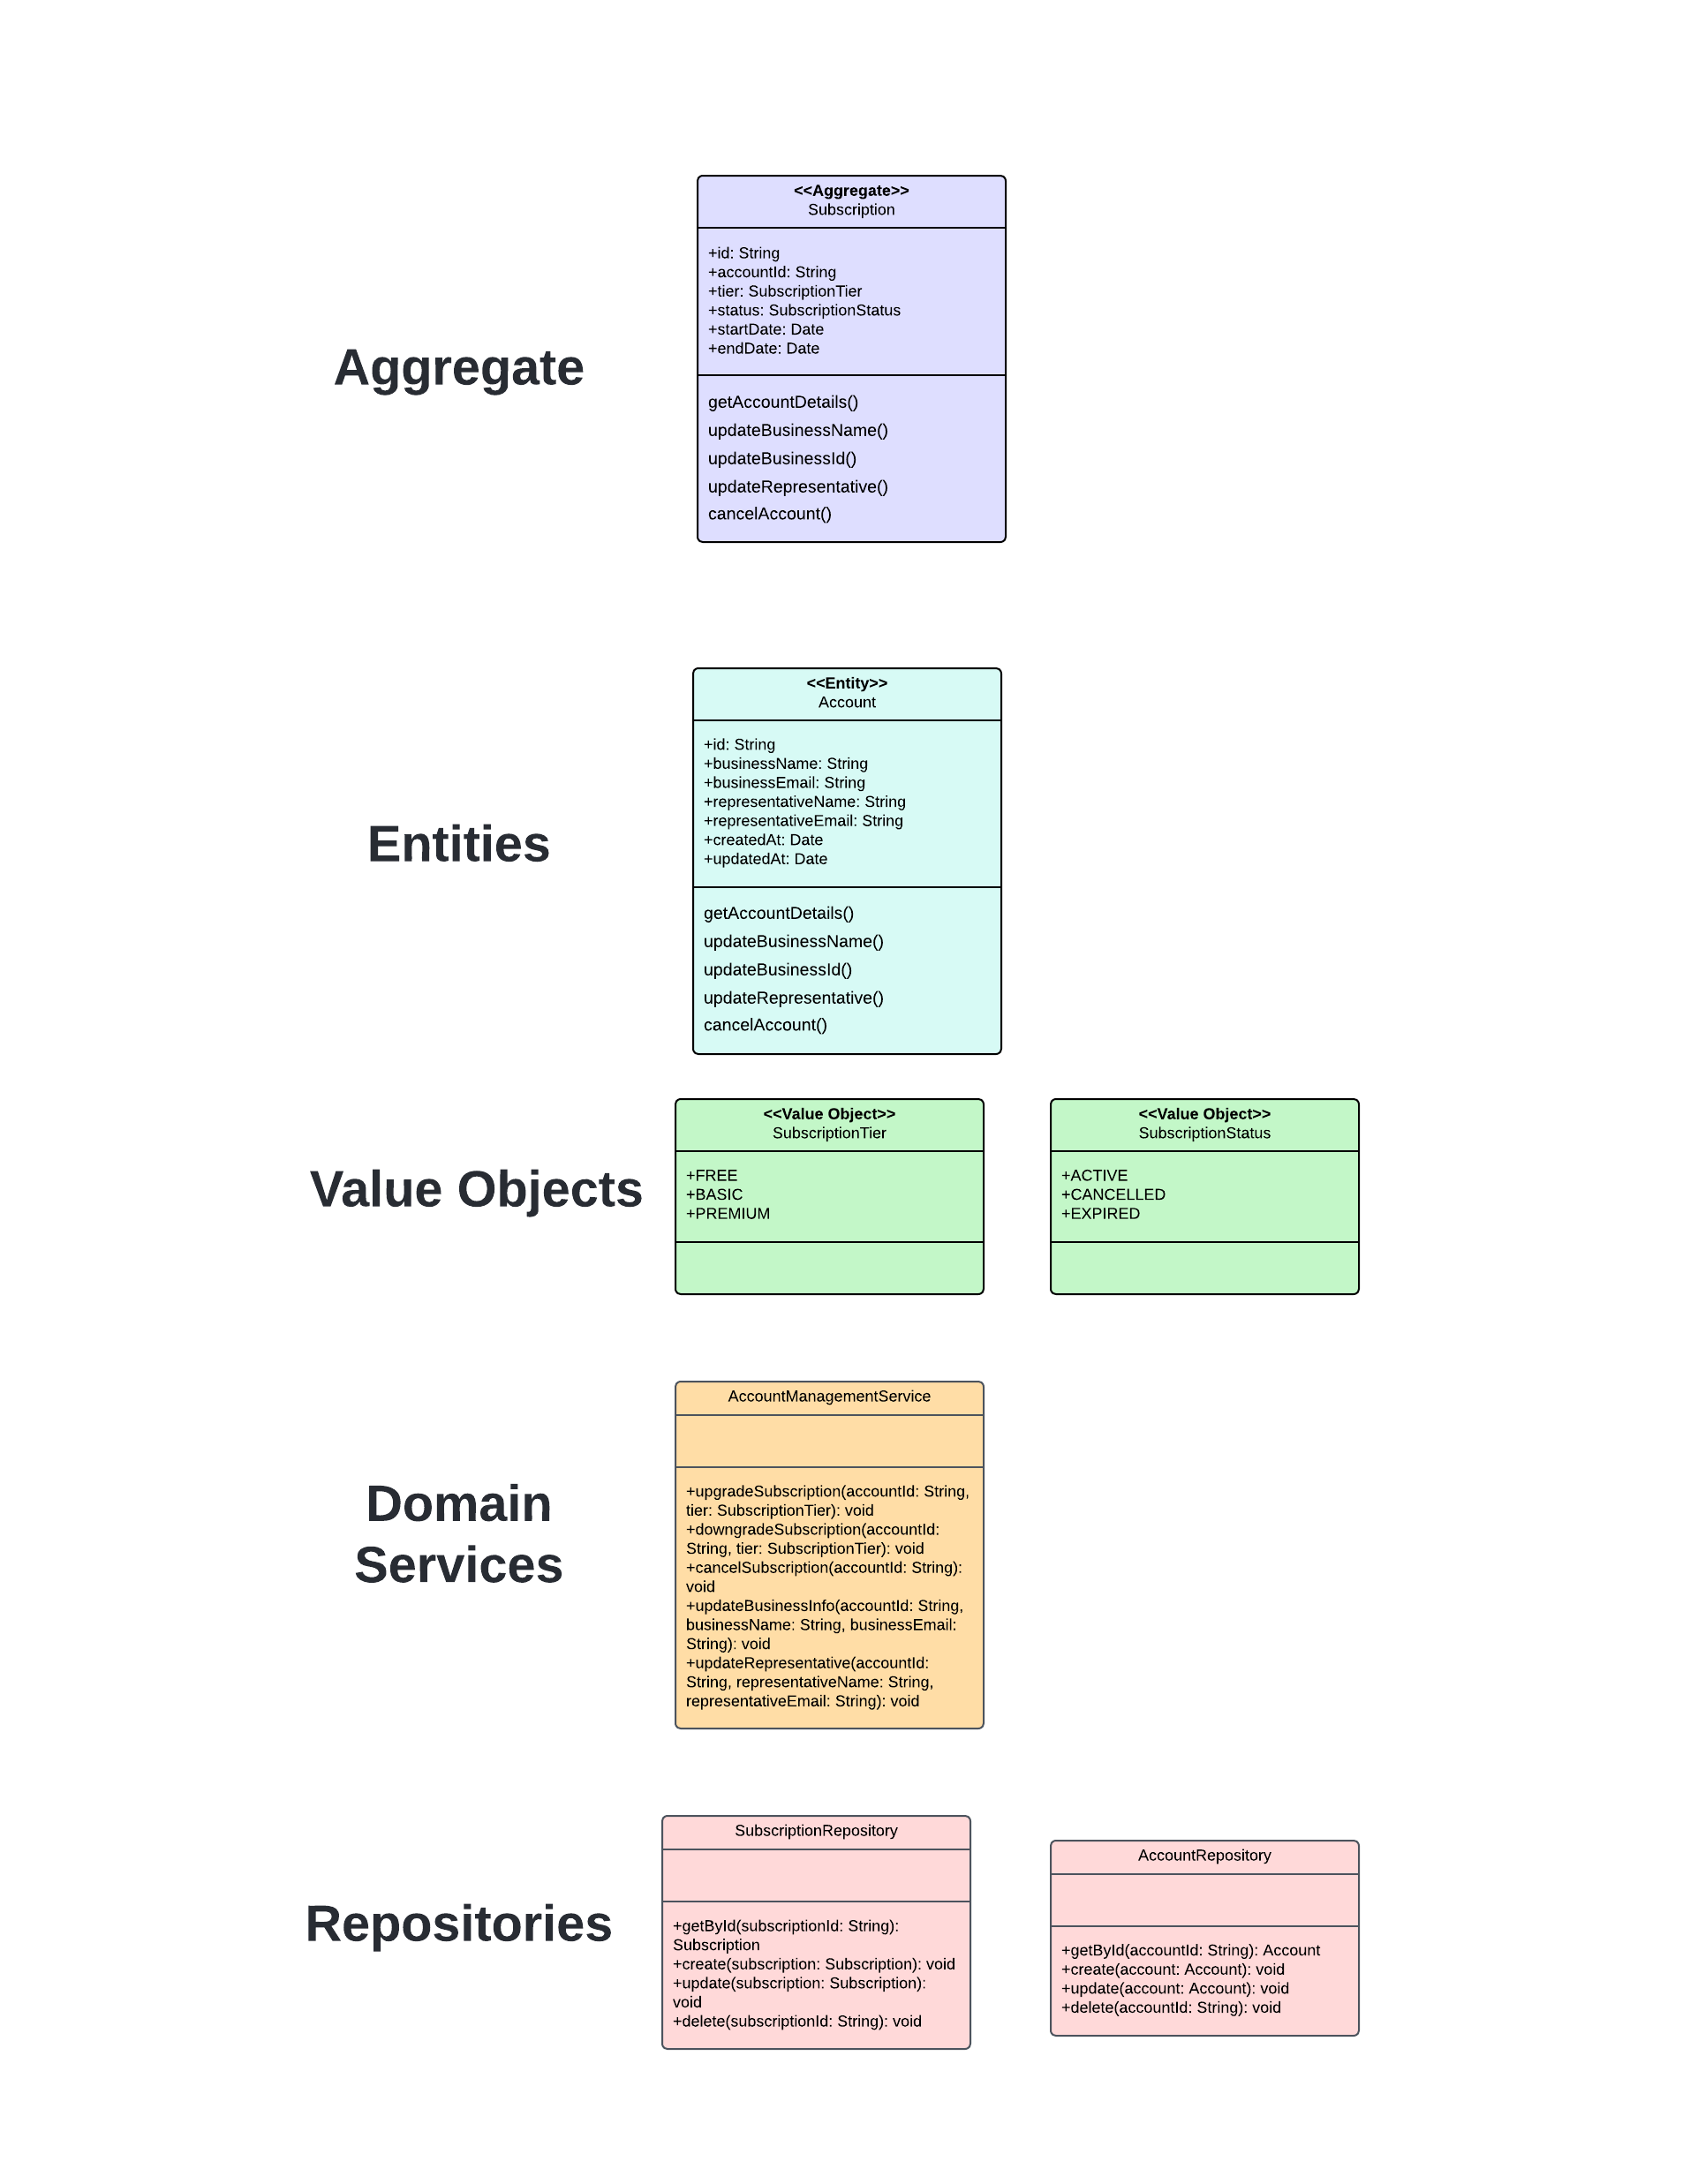 Aggregate
<<Aggregate>>
Subscription
+id: String
+accountId: String
+tier: SubscriptionTier
+status: SubscriptionStatus
+startDate: Date
+endDate: Date
getAccountDetails()
updateBusinessName()
updateBusinessId()
updateRepresentative()
cancelAccount()
Entities
<<Entity>>
Account
+id: String
+businessName: String
+businessEmail: String
+representativeName: String
+representativeEmail: String
+createdAt: Date
+updatedAt: Date
getAccountDetails()
updateBusinessName()
updateBusinessId()
updateRepresentative()
cancelAccount()
Value Objects
<<Value Object>>
SubscriptionTier
+FREE
+BASIC
+PREMIUM
<<Value Object>>
SubscriptionStatus
+ACTIVE
+CANCELLED
+EXPIRED
Domain
Services
AccountManagementService
+upgradeSubscription(accountId: String,
tier: SubscriptionTier): void
+downgradeSubscription(accountId:
String, tier: SubscriptionTier): void
+cancelSubscription(accountId: String):
void
+updateBusinessInfo(accountId: String,
businessName: String, businessEmail:
String): void
+updateRepresentative(accountId:
String, representativeName: String,
representativeEmail: String): void
Repositories
SubscriptionRepository
+getById(subscriptionId: String):
Subscription
+create(subscription: Subscription): void
+update(subscription: Subscription):
void
+delete(subscriptionId: String): void
AccountRepository
+getById(accountId: String): Account
+create(account: Account): void
+update(account: Account): void
+delete(accountId: String): void